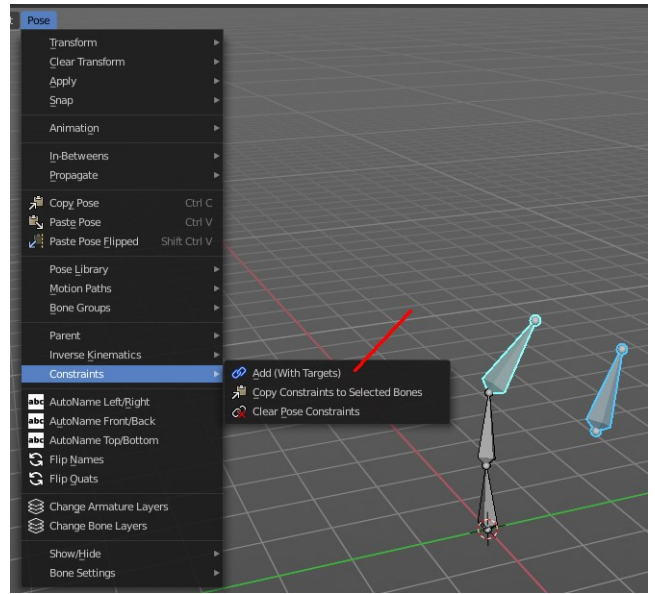 Pose
Transform
Clear Transform
Apply
Snap
Animation
In-Betweens
Propagate
Copy Pose Ctrl C
Paste Pose Ctrl V
Paste Pose Flipped Shift Ctrl V
Pose Library
Motion Paths
Bone Groups
Parent
Inverse Kinematics
Constraints
Add (With Targets)
Copy Constraints to Selected Bones
Clear Pose Constraints
abc AutoName Left/Right
abc AutoName Front/Back
abc AutoName Top/Bottom
Flip Names
Flip Quats
Change Armature Layers
Change Bone Layers
Show/Hide
Bone Settings